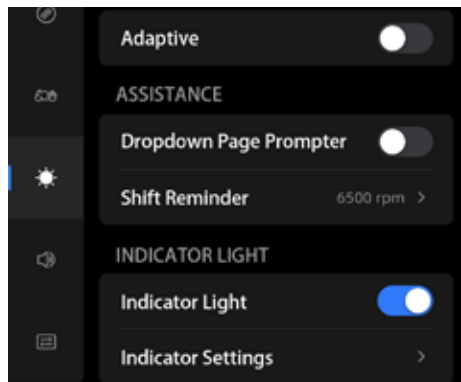 Adaptive
ASSISTANCE
Dropdown Page Prompter
Shift Reminder 6500 rpm >
INDICATOR LIGHT
Indicator Light
Indicator Settings >